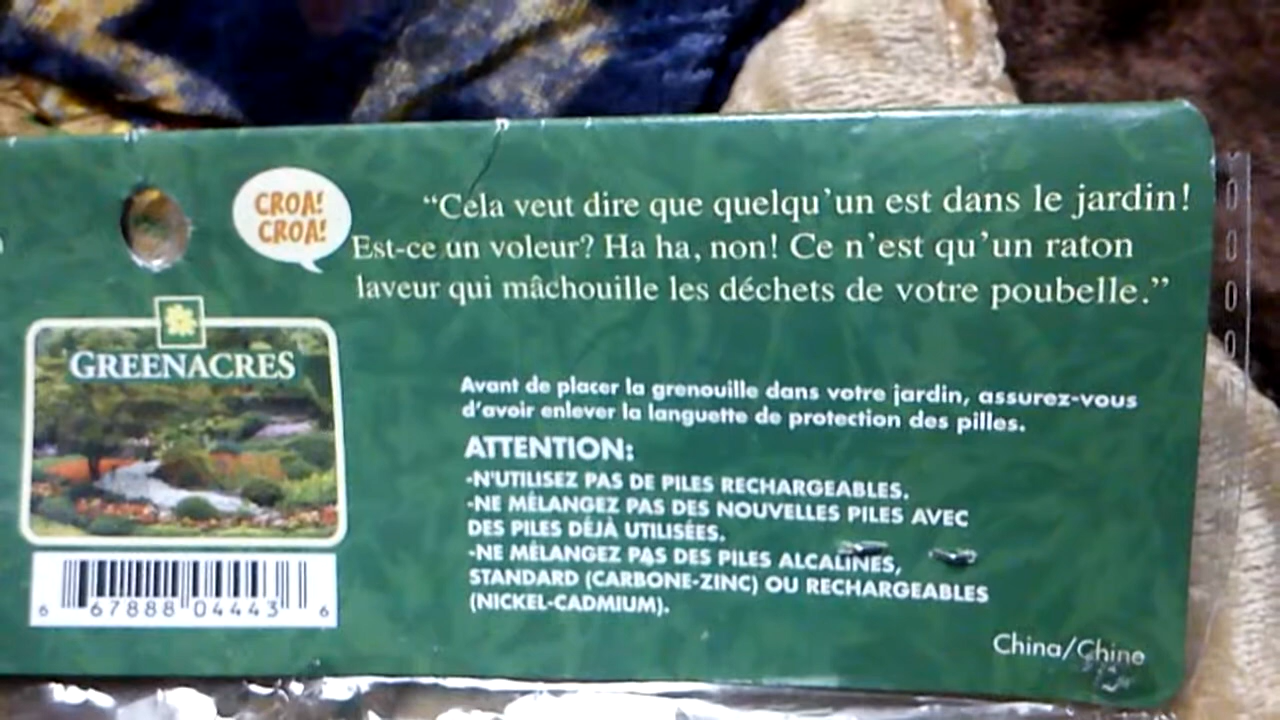 CROA!
CROA!
“Cela veut dire que quelqu’un est dans le jardin!
Est-ce un voleur? Ha ha, non! Ce n’est qu’un raton
laveur qui mâchouille les déchets de votre poubelle.”
GREENACRES
Avant de placer la grenouille dans votre jardin, assurez-vous
d’avoir enlever la languette de protection des pilles.
ATTENTION:
-N'UTILISEZ PAS DE PILES RECHARGEABLES.
-NE MÉLANGEZ PAS DES NOUVELLES PILES AVEC
DES PILES DÉJÀ UTILISÉES.
-NE MÉLANGEZ PAS DES PILES ALCALINES,
STANDARD (CARBONE-ZINC) OU RECHARGEABLES
(NICKEL-CADMIUM).
6 67888 04443 6
China/Chine